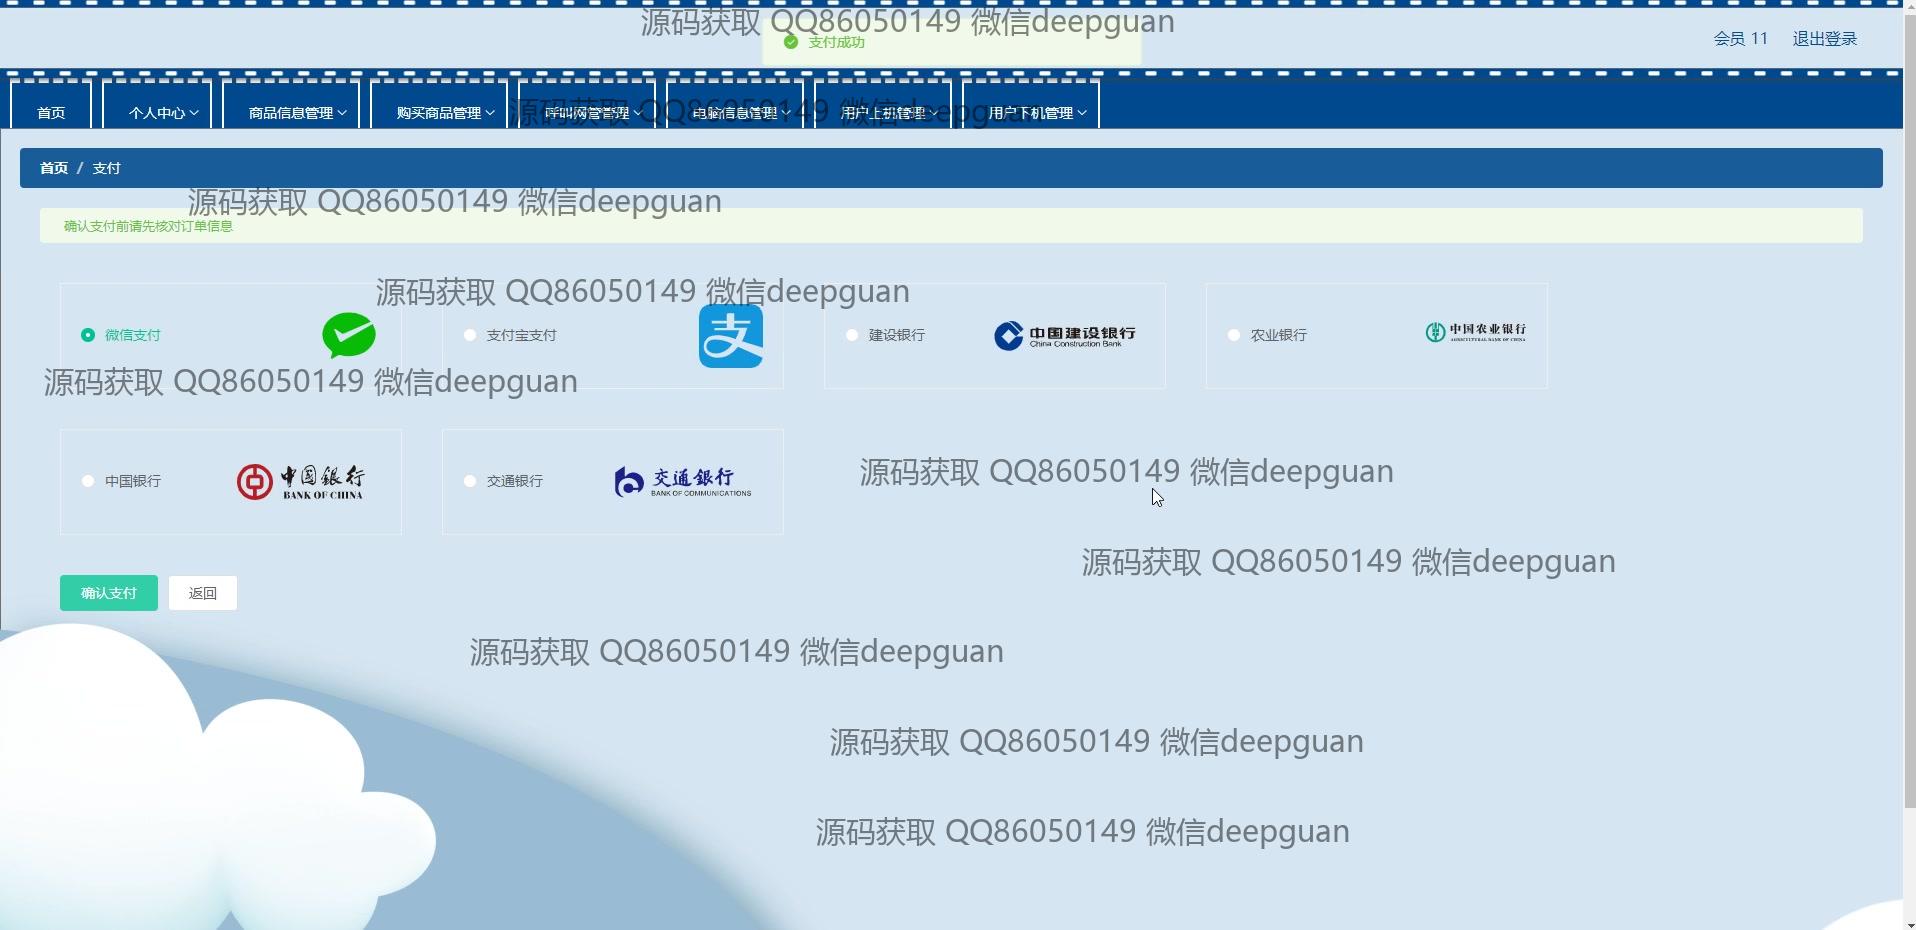 源码获取 QQ86050149 微信deepguan
支付成功
会员 11 退出登录
首页 个人中心 商品信息管理 购买商品管理 呼叫网管管理 电脑信息管理 用户上机管理 用户下机管理
源码获取 QQ86050149 微信deepguan
首页 / 支付
源码获取 QQ86050149 微信deepguan
确认支付前请先核对订单信息
源码获取 QQ86050149 微信deepguan
微信支付
支付宝支付
支
建设银行
中国建设银行
China Construction Bank
农业银行
中国农业银行
AGRICULTURAL BANK OF CHINA
源码获取 QQ86050149 微信deepguan
中国银行
中国银行
BANK OF CHINA
交通银行
交通银行
BANK OF COMMUNICATIONS
源码获取 QQ86050149 微信deepguan
源码获取 QQ86050149 微信deepguan
确认支付 返回
源码获取 QQ86050149 微信deepguan
源码获取 QQ86050149 微信deepguan
源码获取 QQ86050149 微信deepguan